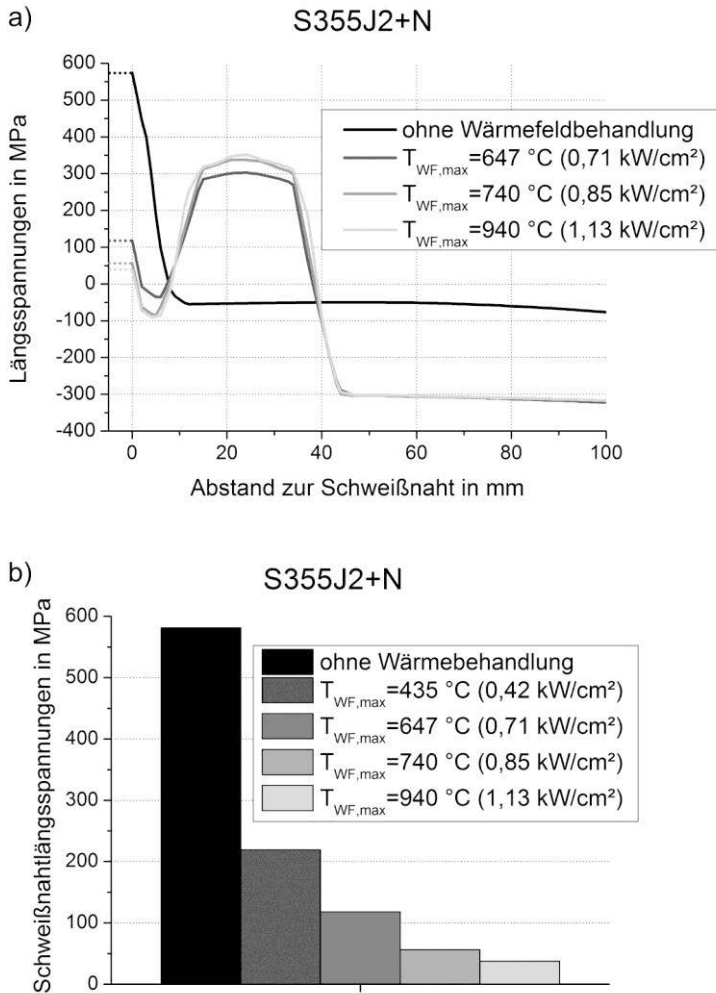 a)
S355J2+N
Längsspannungen in MPa
600
500
400
300
200
100
0
-100
-200
-300
-400
ohne Wärmefeldbehandlung
T_WF,max=647 °C (0,71 kW/cm²)
T_WF,max=740 °C (0,85 kW/cm²)
T_WF,max=940 °C (1,13 kW/cm²)
0
20
40
60
80
100
Abstand zur Schweißnaht in mm
b)
S355J2+N
Schweißnahtlängsspannungen in MPa
600
500
400
300
200
100
0
ohne Wärmebehandlung
T_WF,max=435 °C (0,42 kW/cm²)
T_WF,max=647 °C (0,71 kW/cm²)
T_WF,max=740 °C (0,85 kW/cm²)
T_WF,max=940 °C (1,13 kW/cm²)